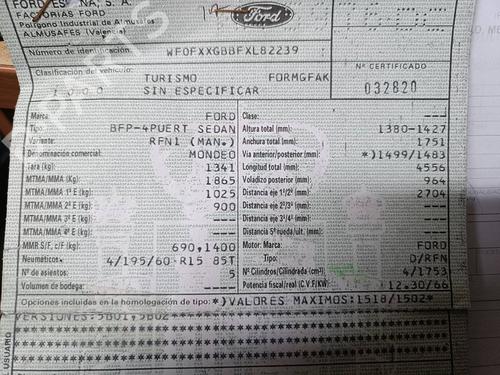 FORD ESPAÑA, S. A.
FACTORIAS FORD
Polígono Industrial de Almusafes
ALMUSAFES (Valencia)
Ford
Número de identificación: WF0FXXGBBFXL82239
Clasificación del vehículo: TURISMO FORMGFAK
SIN ESPECIFICAR
Nº CERTIFICADO
032820
Marca: FORD
Tipo: BFP-4PUERT SEDAN
Variante: RFN1 (MAN.)
Denominación comercial: MONDEO
Tara (kg): 1341
MTMA/MMA (Kg): 1865
MTMA/MMA 1º E (kg): 1025
MTMA/MMA 2º E (kg): 900
MTMA/MMA 3º E (kg): ---
MTMA/MMA 4º E (kg): ---
MMR S/F, c/F (kg): 690,1400
Neumáticos: 4/195/60-R15 85T
Nº de asientos: 5
Volumen de bodega: ---
Clase: ---
Altura total (mm): 1380-1427
Anchura total (mm): 1751
Vía anterior/posterior (mm): *)1499/1483
Longitud total (mm): 4556
Voladizo posterior (mm): 964
Distancia eje 1º/2º (mm): 2704
Distancia eje 2º/3º (mm): ---
Distancia eje 3º/4º (mm): ---
Distancia 5ª rueda/ult. (mm): ---
Motor: Marca: FORD
Tipo: D/RFN
Nº Cilindros/Cilindrada (cm³): 4/1753
Potencia fiscal/real (C.V.F/KW): 12.30/66
Opciones incluidas en la homologación de tipo: *)VALORES MAXIMOS:1518/1502*
VERSIONES:5B01,5B02
USUARIO